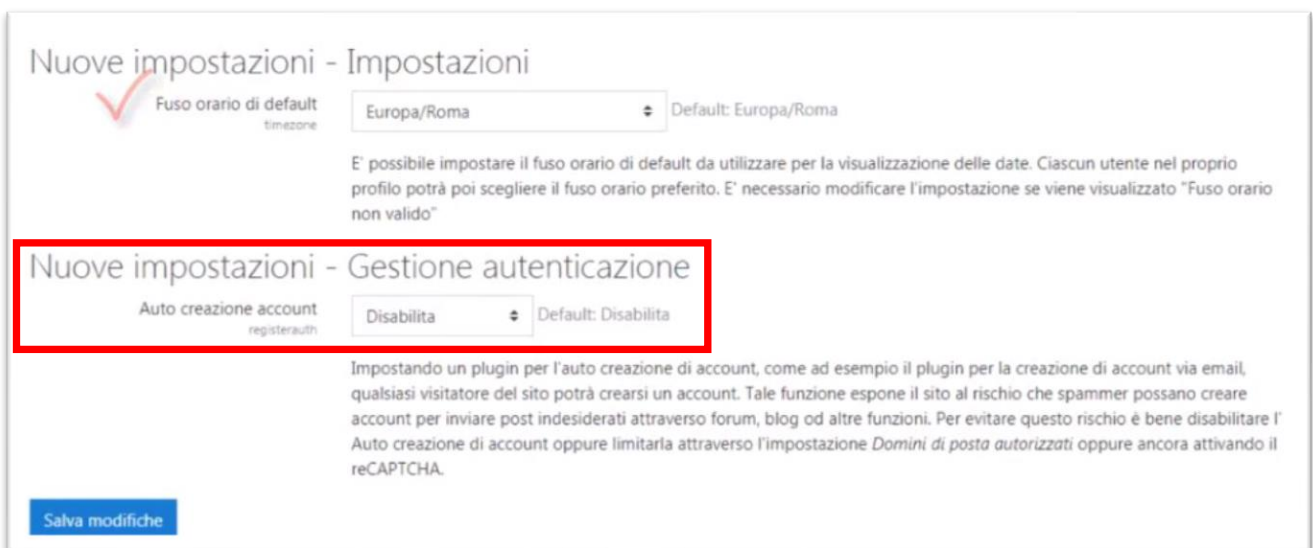 Nuove impostazioni - Impostazioni
Fuso orario di default
timezone
Europa/Roma
Default: Europa/Roma
E' possibile impostare il fuso orario di default da utilizzare per la visualizzazione delle date. Ciascun utente nel proprio
profilo potrà poi scegliere il fuso orario preferito. E' necessario modificare l'impostazione se viene visualizzato "Fuso orario
non valido"
Nuove impostazioni - Gestione autenticazione
Auto creazione account
registerauth
Disabilita
Default: Disabilita
Impostando un plugin per l'auto creazione di account, come ad esempio il plugin per la creazione di account via email,
qualsiasi visitatore del sito potrà crearsi un account. Tale funzione espone il sito al rischio che spammer possano creare
account per inviare post indesiderati attraverso forum, blog od altre funzioni. Per evitare questo rischio è bene disabilitare l'
Auto creazione di account oppure limitarla attraverso l'impostazione Domini di posta autorizzati oppure ancora attivando il
reCAPTCHA.
Salva modifiche